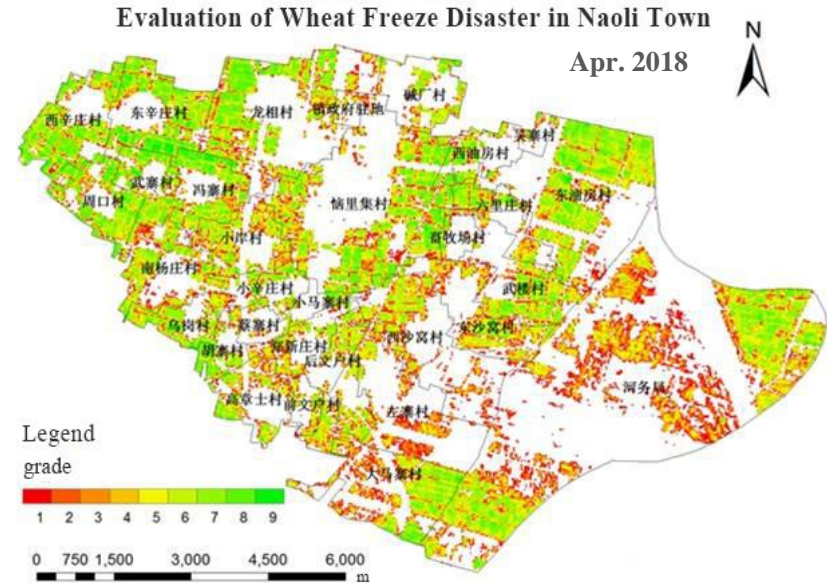 Evaluation of Wheat Freeze Disaster in Naoli Town
Apr. 2018
N
碱厂村
镇政府驻地
龙相村
东辛庄村
西辛庄村
吴寨村
西油房村
武寨村
冯寨村
周口村
恼里集村
六里庄村
东油房村
小岸村
畜牧场村
南杨庄村
小辛庄村
小马寨村
武楼村
乌岗村
蔡寨村
西沙窝村
东沙窝村
胡寨村
郑新庄村
后文户村
河务局
高章士村
前文户村
左寨村
大马寨村
Legend
grade
1 2 3 4 5 6 7 8 9
0 750 1,500 3,000 4,500 6,000
m